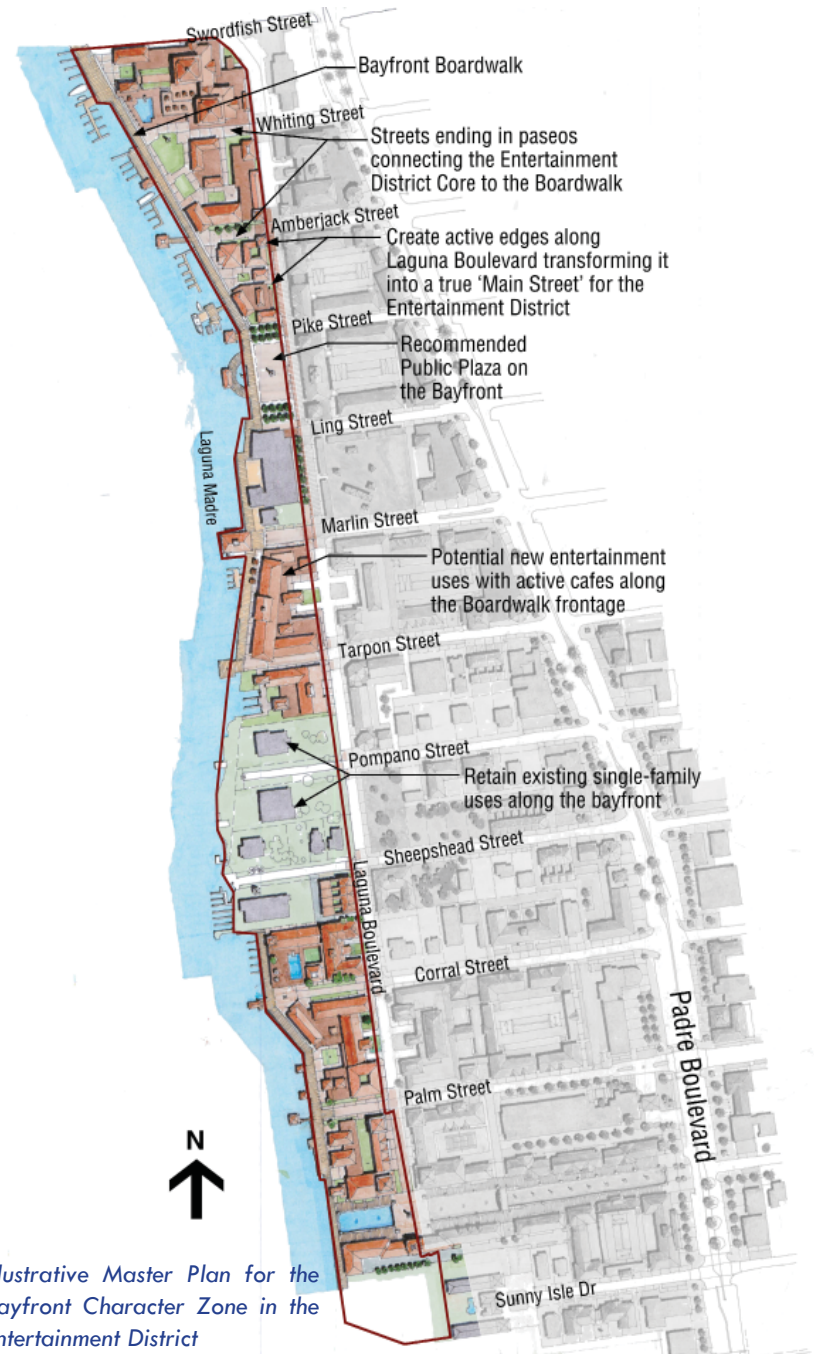 Swordfish Street
Bayfront Boardwalk
Whiting Street
Streets ending in paseos
connecting the Entertainment
District Core to the Boardwalk
Amberjack Street
Create active edges along
Laguna Boulevard transforming it
into a true ‘Main Street’ for the
Entertainment District
Pike Street
Recommended
Public Plaza on
the Bayfront
Ling Street
Laguna Madre
Marlin Street
Potential new entertainment
uses with active cafes along
the Boardwalk frontage
Tarpon Street
Pompano Street
Retain existing single-family
uses along the bayfront
Sheepshead Street
Laguna Boulevard
Corral Street
Padre Boulevard
Palm Street
N
Sunny Isle Dr
llustrative Master Plan for the
ayfront Character Zone in the
ntertainment District